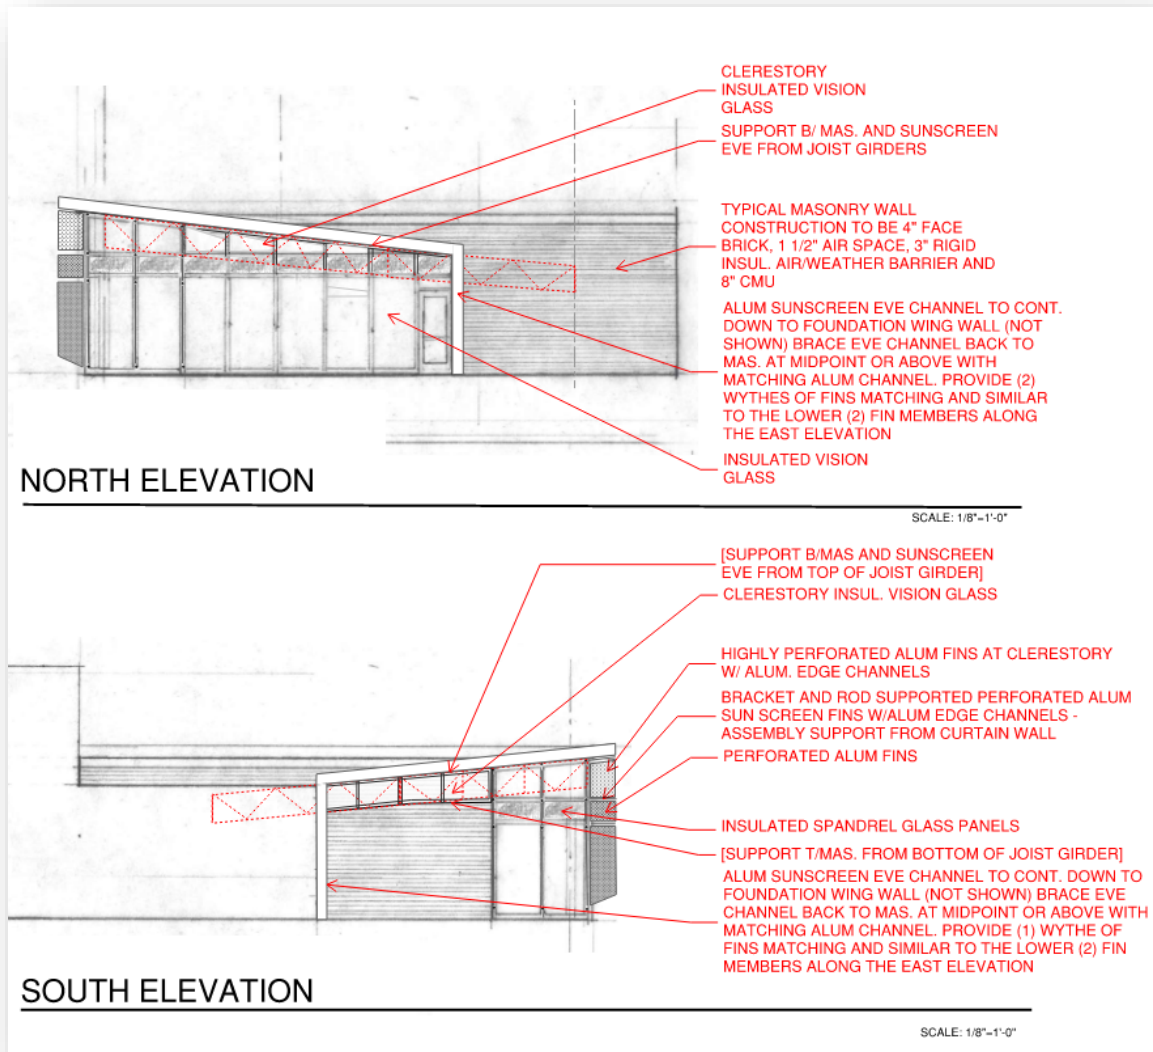 CLERESTORY
INSULATED VISION
GLASS
SUPPORT B/ MAS. AND SUNSCREEN
EVE FROM JOIST GIRDERS
TYPICAL MASONRY WALL
CONSTRUCTION TO BE 4" FACE
BRICK, 1 1/2" AIR SPACE, 3" RIGID
INSUL. AIR/WEATHER BARRIER AND
8" CMU
ALUM SUNSCREEN EVE CHANNEL TO CONT.
DOWN TO FOUNDATION WING WALL (NOT
SHOWN) BRACE EVE CHANNEL BACK TO
MAS. AT MIDPOINT OR ABOVE WITH
MATCHING ALUM CHANNEL. PROVIDE (2)
WYTHES OF FINS MATCHING AND SIMILAR
TO THE LOWER (2) FIN MEMBERS ALONG
THE EAST ELEVATION
INSULATED VISION
GLASS
NORTH ELEVATION
SCALE: 1/8"=1'-0"
[SUPPORT B/MAS AND SUNSCREEN
EVE FROM TOP OF JOIST GIRDER]
CLERESTORY INSUL. VISION GLASS
HIGHLY PERFORATED ALUM FINS AT CLERESTORY
W/ ALUM. EDGE CHANNELS
BRACKET AND ROD SUPPORTED PERFORATED ALUM
SUN SCREEN FINS W/ALUM EDGE CHANNELS -
ASSEMBLY SUPPORT FROM CURTAIN WALL
PERFORATED ALUM FINS
INSULATED SPANDREL GLASS PANELS
[SUPPORT T/MAS. FROM BOTTOM OF JOIST GIRDER]
ALUM SUNSCREEN EVE CHANNEL TO CONT. DOWN TO
FOUNDATION WING WALL (NOT SHOWN) BRACE EVE
CHANNEL BACK TO MAS. AT MIDPOINT OR ABOVE WITH
MATCHING ALUM CHANNEL. PROVIDE (1) WYTHE OF
FINS MATCHING AND SIMILAR TO THE LOWER (2) FIN
MEMBERS ALONG THE EAST ELEVATION
SOUTH ELEVATION
SCALE: 1/8"=1'-0"